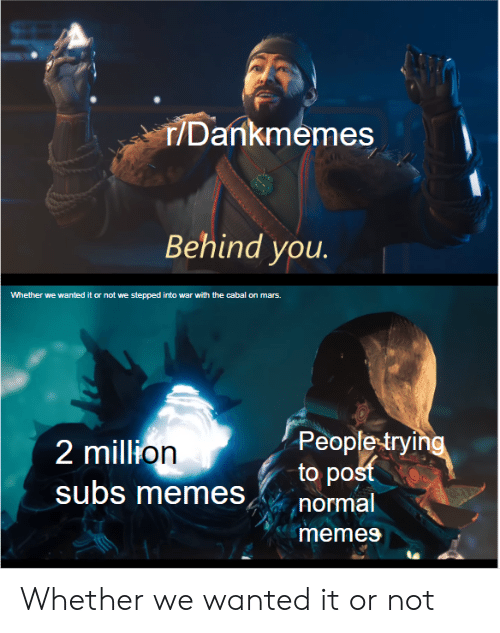 r/Dankmemes
Behind you.
Whether we wanted it or not we stepped into war with the cabal on mars.
2 million
subs memes
People trying
to post
normal
memes
Whether we wanted it or not